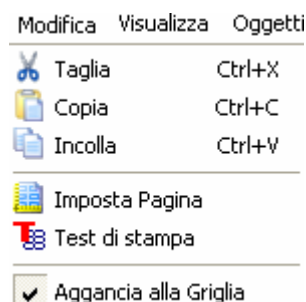 Modifica Visualizza Oggetti
Taglia Ctrl+X
Copia Ctrl+C
Incolla Ctrl+V
Imposta Pagina
Test di stampa
Aggancia alla Griglia